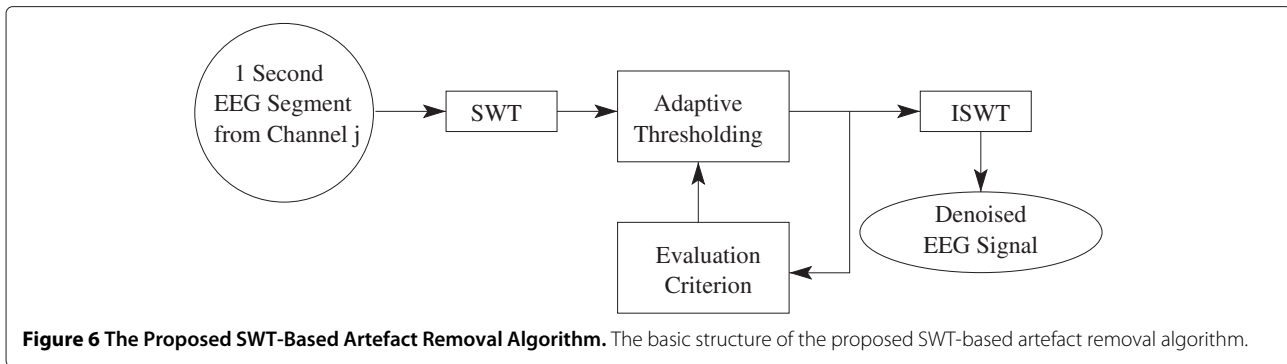 1 Second
EEG Segment
from Channel j
SWT
Adaptive
Thresholding
ISWT
Evaluation
Criterion
Denoised
EEG Signal
Figure 6 The Proposed SWT-Based Artefact Removal Algorithm. The basic structure of the proposed SWT-based artefact removal algorithm.